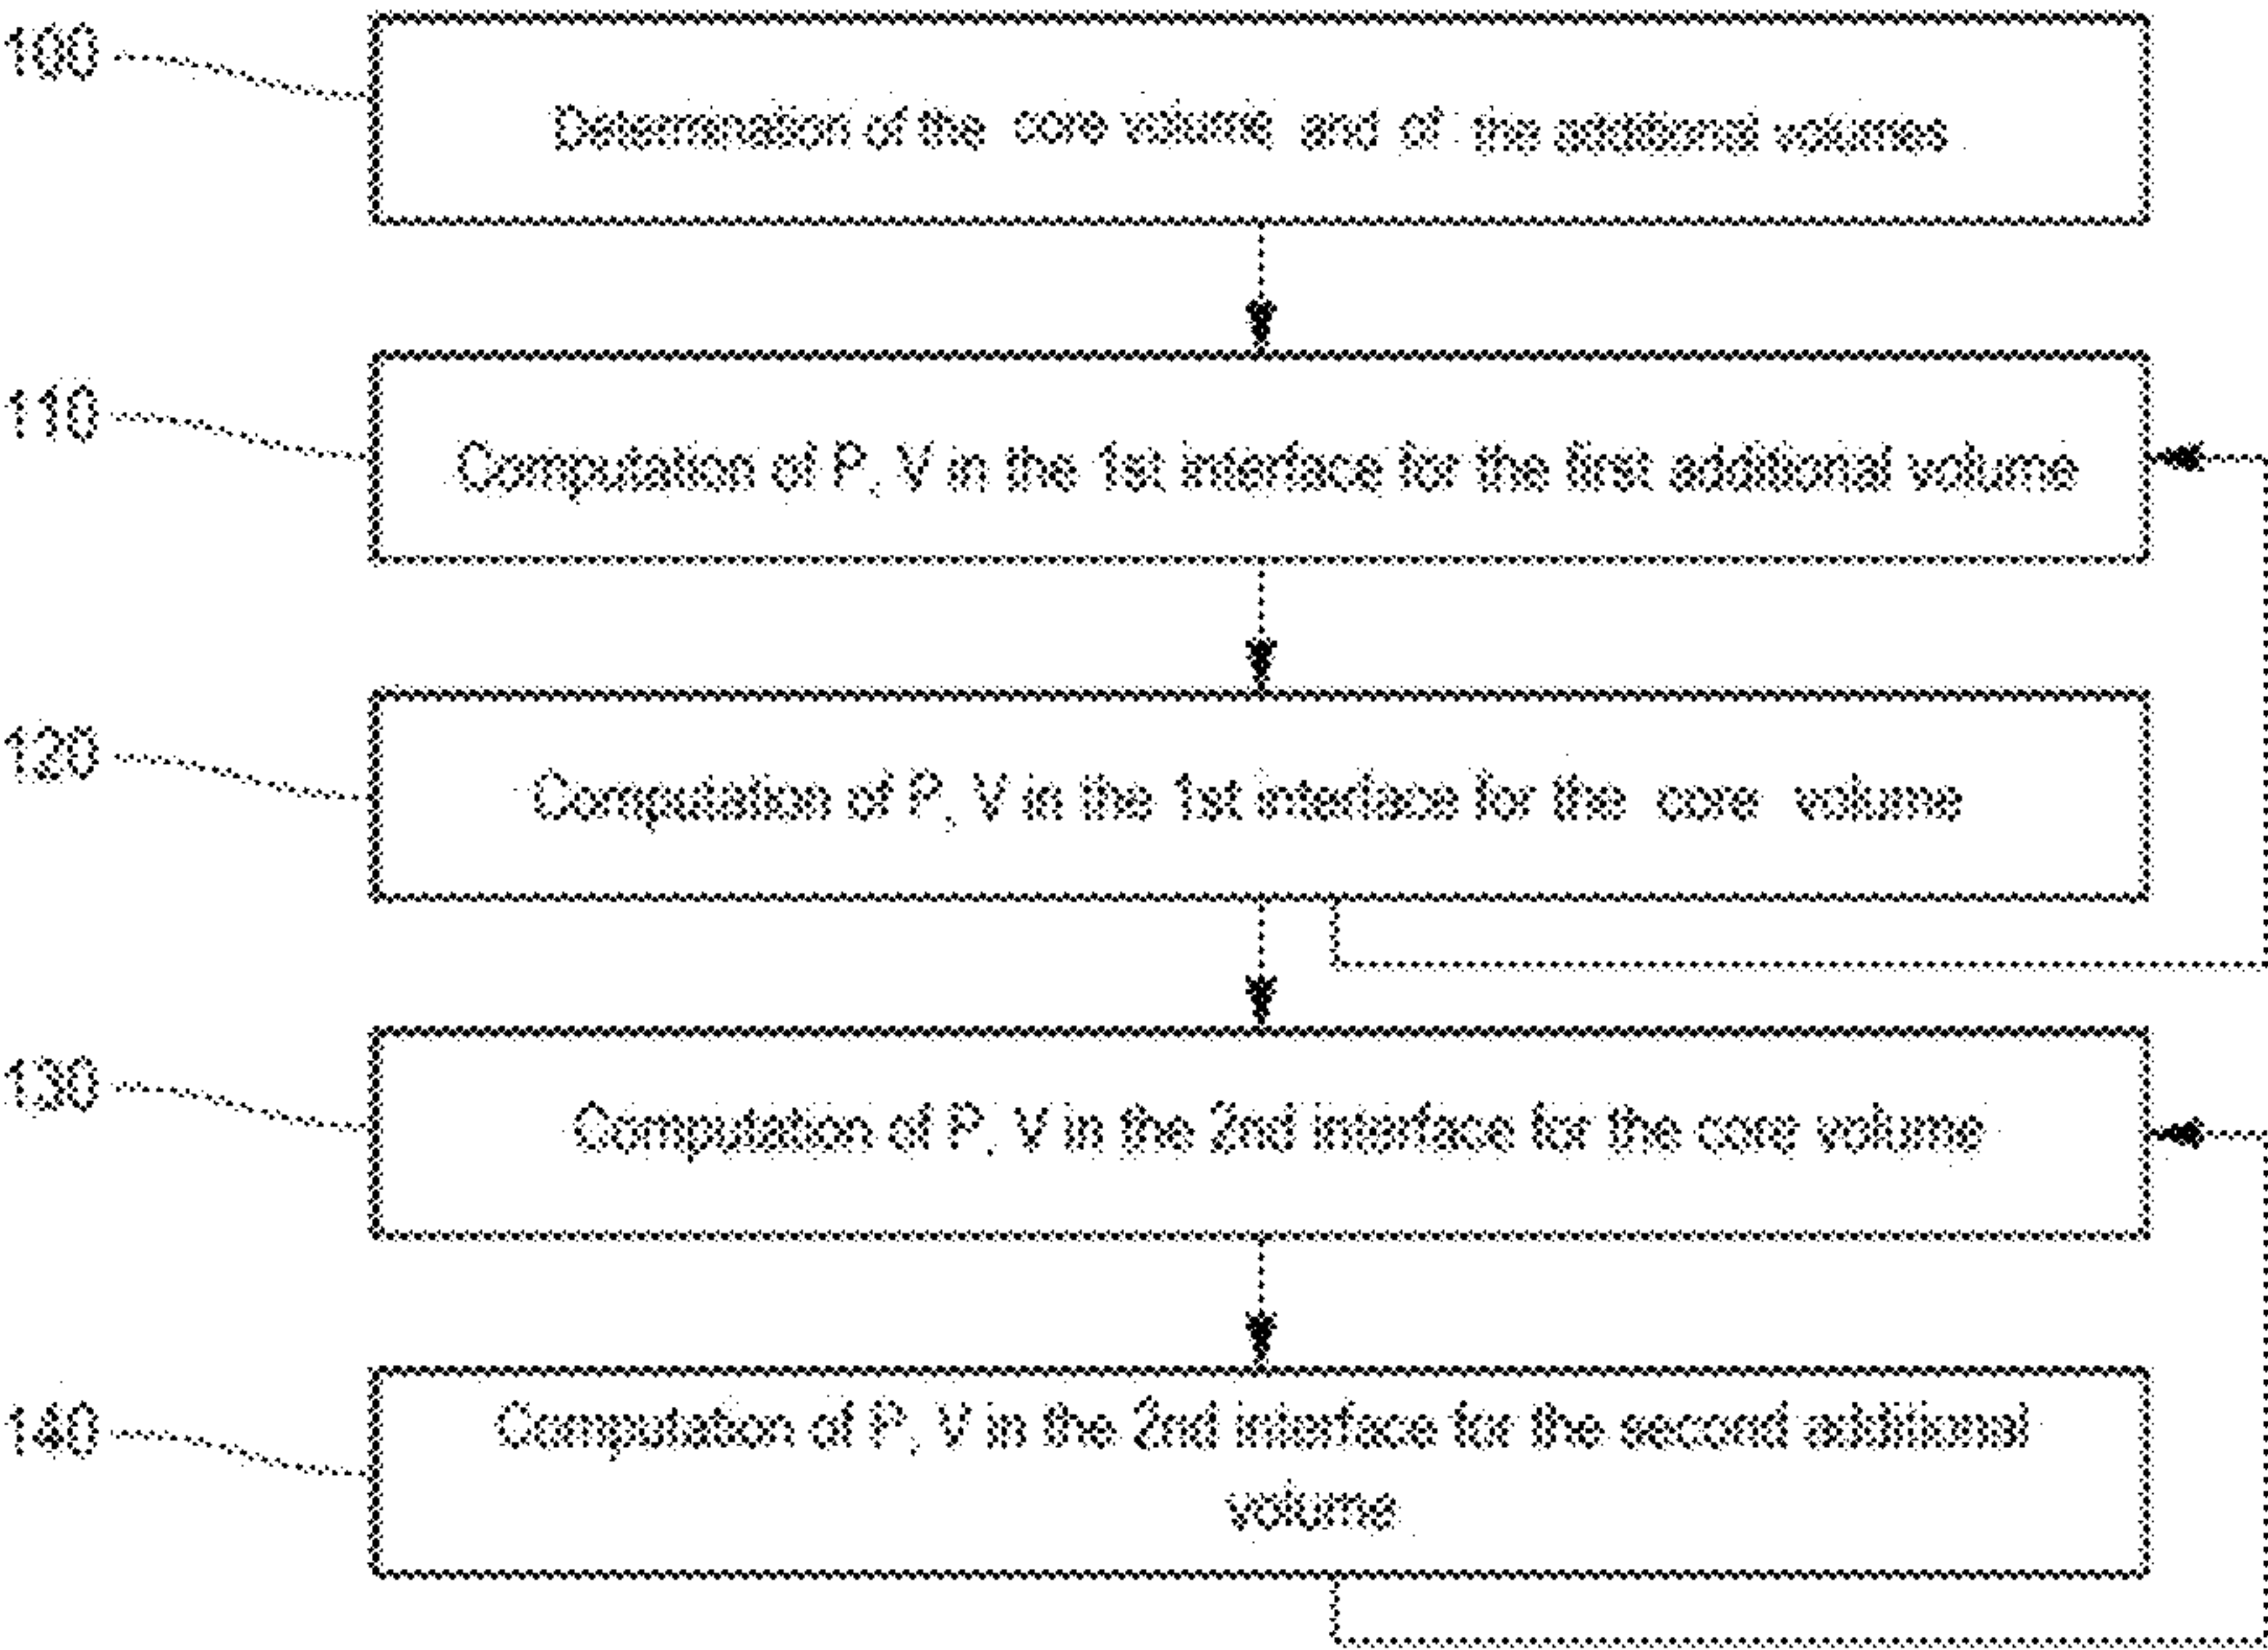 100
Determination of the core volume and of the additional volumes
110
Computation of P, V in the 1st interface for the first additional volume
120
Computation of P, V in the 1st interface for the core volume
130
Computation of P, V in the 2nd interface for the core volume
140
Computation of P, V in the 2nd interface for the second additional
volume